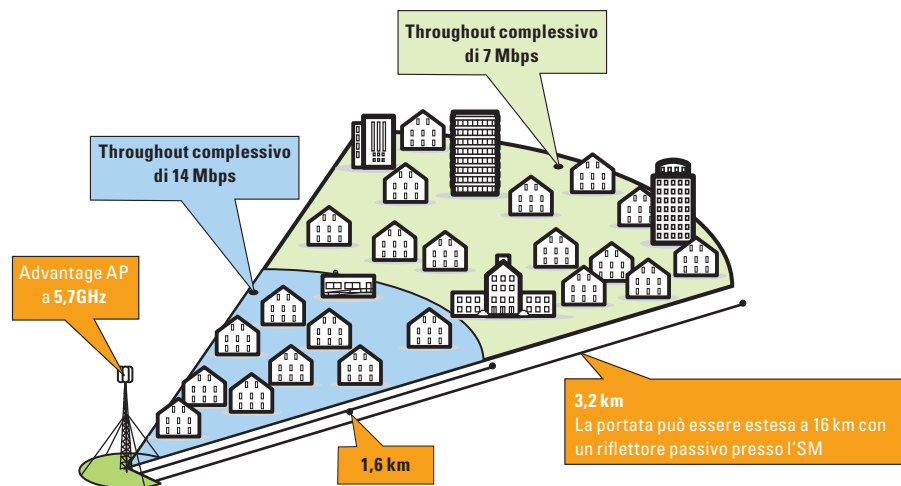 Throughout complessivo
di 7 Mbps
Throughout complessivo
di 14 Mbps
Advantage AP
a 5,7GHz
3,2 km
La portata può essere estesa a 16 km con
un riflettore passivo presso l'SM
1,6 km